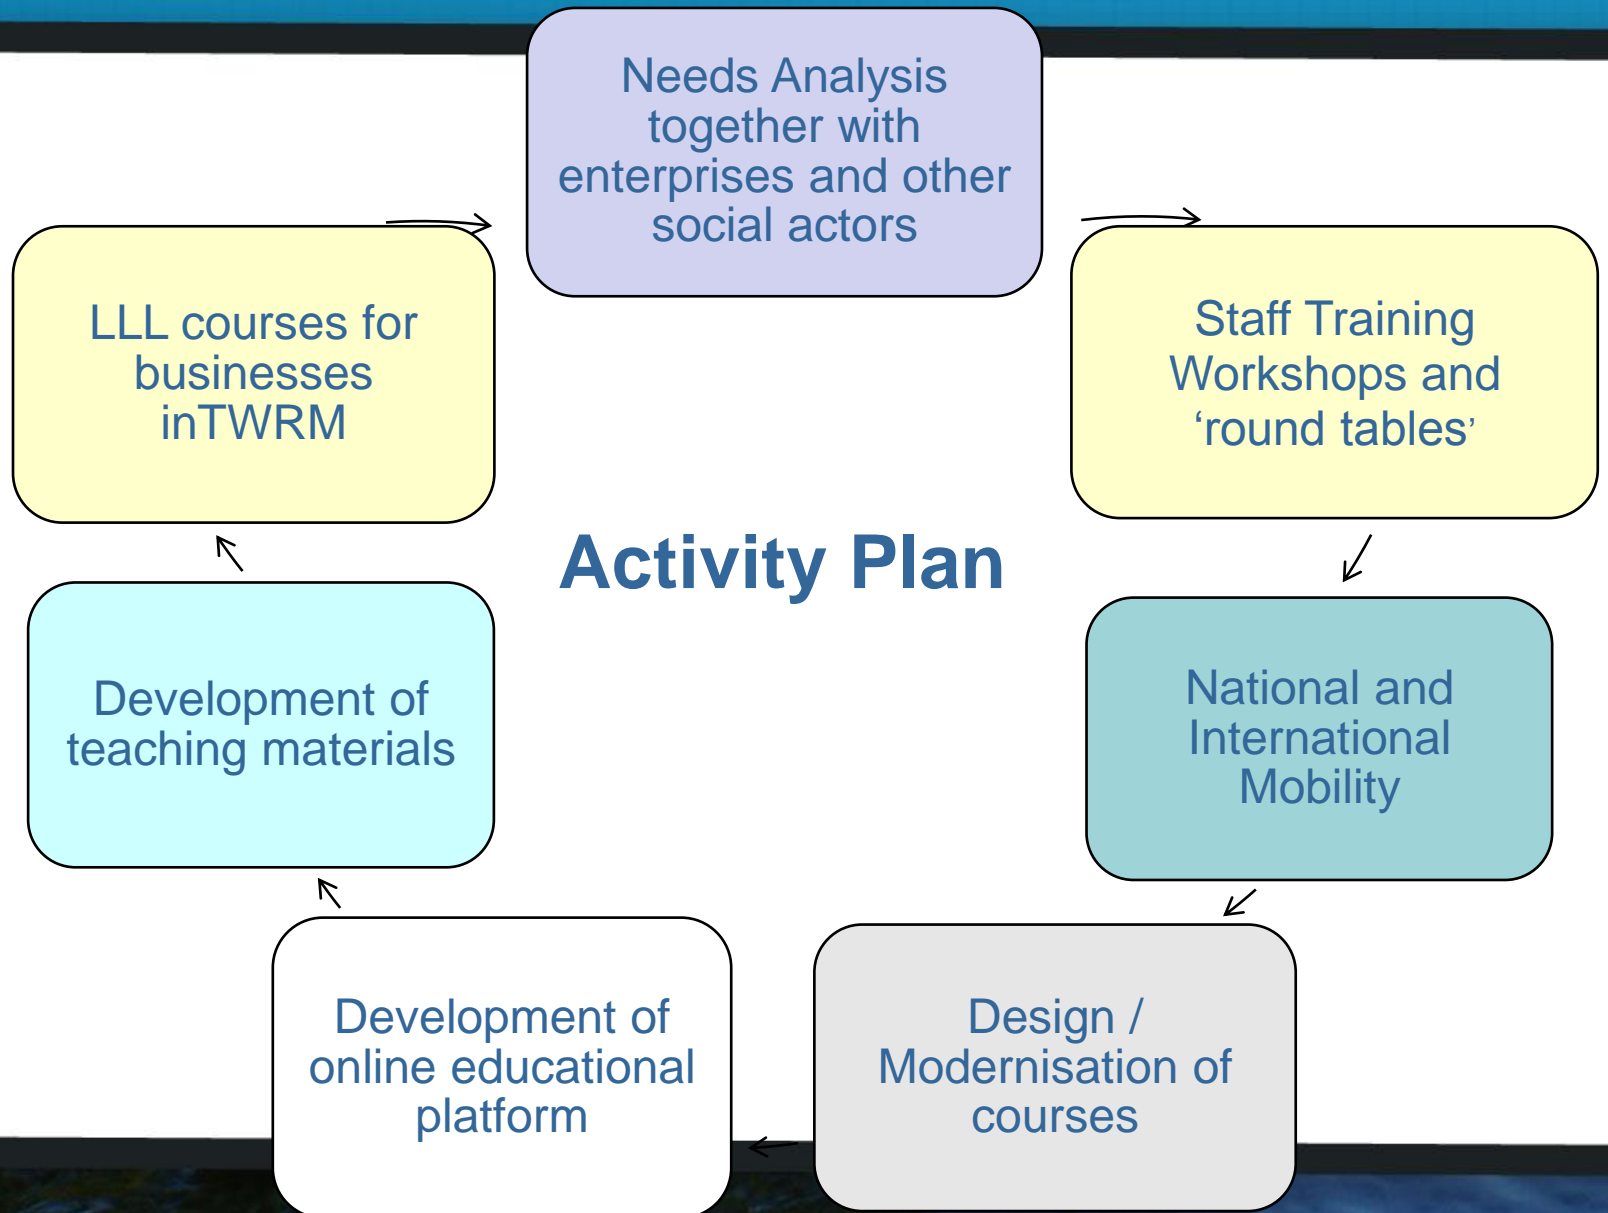 Needs Analysis
together with
enterprises and other
social actors
Staff Training
Workshops and
‘round tables’
National and
International
Mobility
Design /
Modernisation of
courses
Development of
online educational
platform
Development of
teaching materials
LLL courses for
businesses
inTWRM
Activity Plan